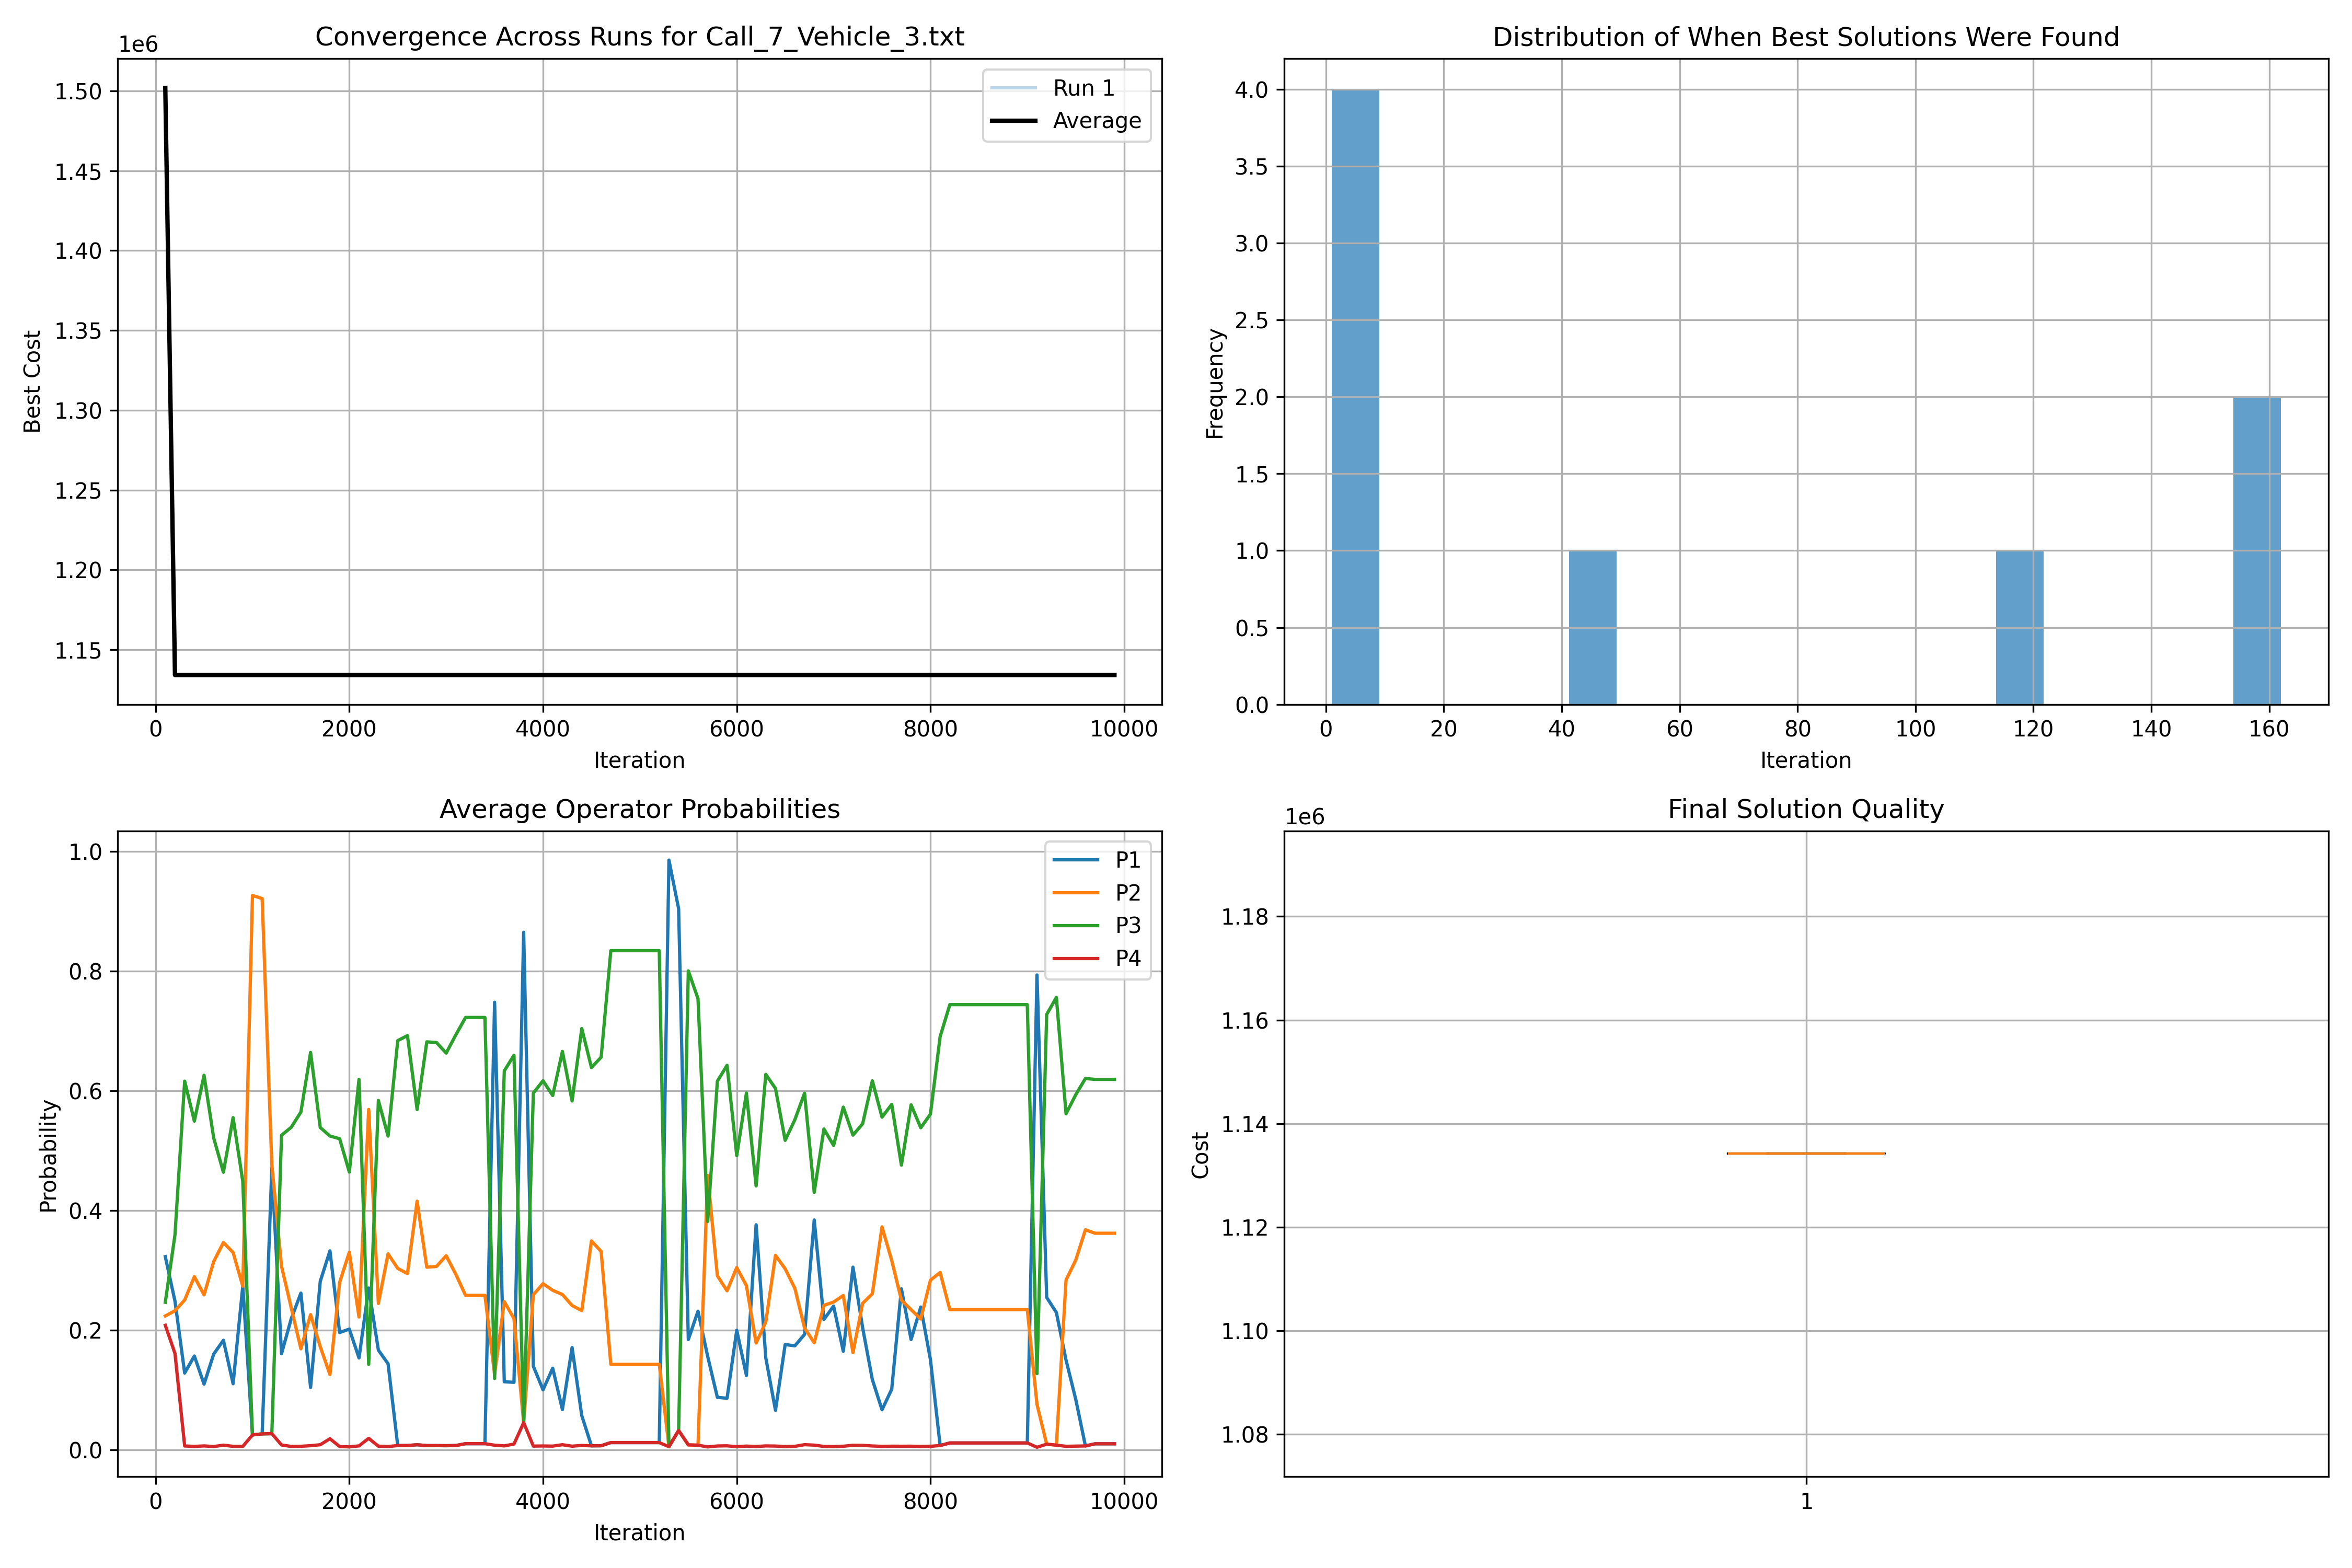 Convergence Across Runs for Call_7_Vehicle_3.txt
1e6
1.50
1.45
1.40
1.35
1.30
1.25
1.20
1.15
Best Cost
Run 1
Average
0 2000 4000 6000 8000 10000
Iteration
Distribution of When Best Solutions Were Found
4.0
3.5
3.0
2.5
2.0
1.5
1.0
0.5
0.0
Frequency
0 20 40 60 80 100 120 140 160
Iteration
Average Operator Probabilities
1.0
0.8
0.6
0.4
0.2
0.0
Probability
P1
P2
P3
P4
0 2000 4000 6000 8000 10000
Iteration
Final Solution Quality
1e6
1.18
1.16
1.14
1.12
1.10
1.08
Cost
1